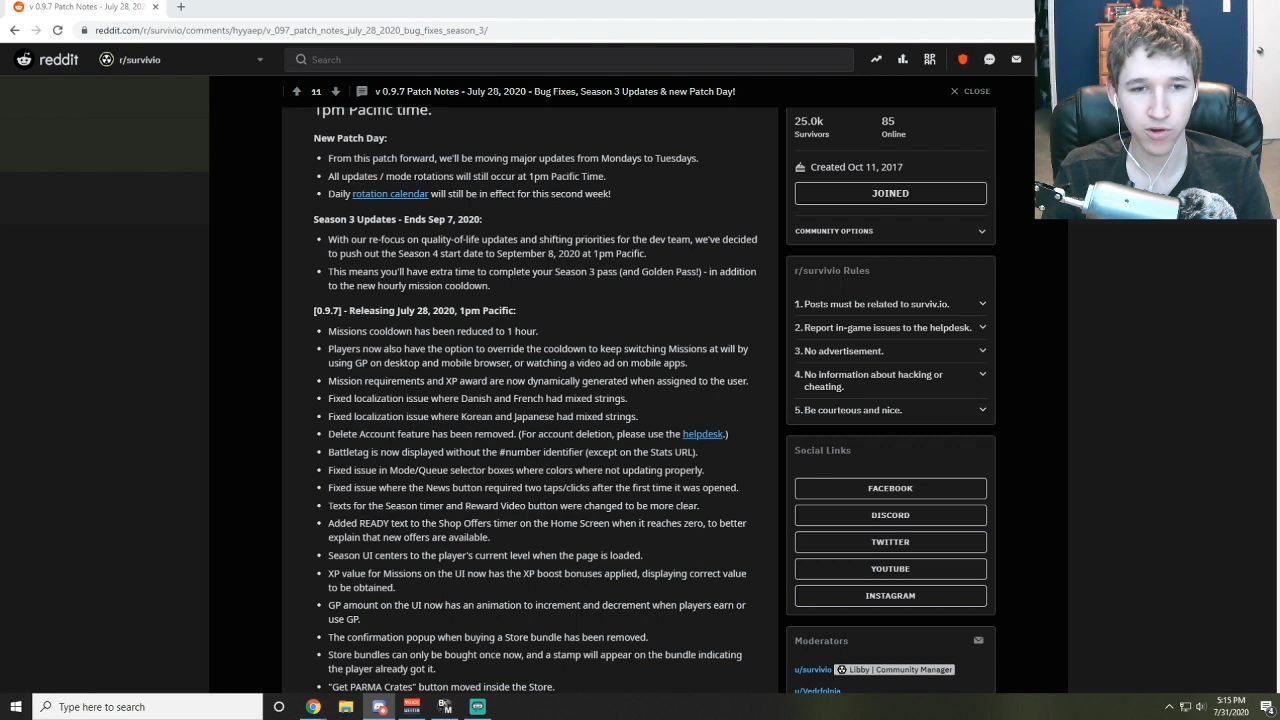 v 0.9.7 Patch Notes - July 28, 202
reddit.com/r/survivio/comments/hyyaep/v_097_patch_notes_july_28_2020_bug_fixes_season_3/
reddit
r/survivio
Search
11
v 0.9.7 Patch Notes - July 28, 2020 - Bug Fixes, Season 3 Updates & new Patch Day!
CLOSE
1pm Pacific time.
New Patch Day:
From this patch forward, we'll be moving major updates from Mondays to Tuesdays.
All updates / mode rotations will still occur at 1pm Pacific Time.
Daily rotation calendar will still be in effect for this second week!
Season 3 Updates - Ends Sep 7, 2020:
With our re-focus on quality-of-life updates and shifting priorities for the dev team, we've decided
to push out the Season 4 start date to September 8, 2020 at 1pm Pacific.
This means you'll have extra time to complete your Season 3 pass (and Golden Pass!) - in addition
to the new hourly mission cooldown.
[0.9.7] - Releasing July 28, 2020, 1pm Pacific:
Missions cooldown has been reduced to 1 hour.
Players now also have the option to override the cooldown to keep switching Missions at will by
using GP on desktop and mobile browser, or watching a video ad on mobile apps.
Mission requirements and XP award are now dynamically generated when assigned to the user.
Fixed localization issue where Danish and French had mixed strings.
Fixed localization issue where Korean and Japanese had mixed strings.
Delete Account feature has been removed. (For account deletion, please use the helpdesk.)
Battletag is now displayed without the #number identifier (except on the Stats URL).
Fixed issue in Mode/Queue selector boxes where colors where not updating properly.
Fixed issue where the News button required two taps/clicks after the first time it was opened.
Texts for the Season timer and Reward Video button were changed to be more clear.
Added READY text to the Shop Offers timer on the Home Screen when it reaches zero, to better
explain that new offers are available.
Season UI centers to the player's current level when the page is loaded.
XP value for Missions on the UI now has the XP boost bonuses applied, displaying correct value
to be obtained.
GP amount on the UI now has an animation to increment and decrement when players earn or
use GP.
The confirmation popup when buying a Store bundle has been removed.
Store bundles can only be bought once now, and a stamp will appear on the bundle indicating
the player already got it.
"Get PARMA Crates" button moved inside the Store.
25.0k
Survivors
85
Online
Created Oct 11, 2017
JOINED
COMMUNITY OPTIONS
r/survivio Rules
1. Posts must be related to surviv.io.
2. Report in-game issues to the helpdesk.
3. No advertisement.
4. No information about hacking or
cheating.
5. Be courteous and nice.
Social Links
FACEBOOK
DISCORD
TWITTER
YOUTUBE
INSTAGRAM
Moderators
u/survivio Libby | Community Manager
u/Vedrfolnia
Type here to search
5:15 PM
7/31/2020